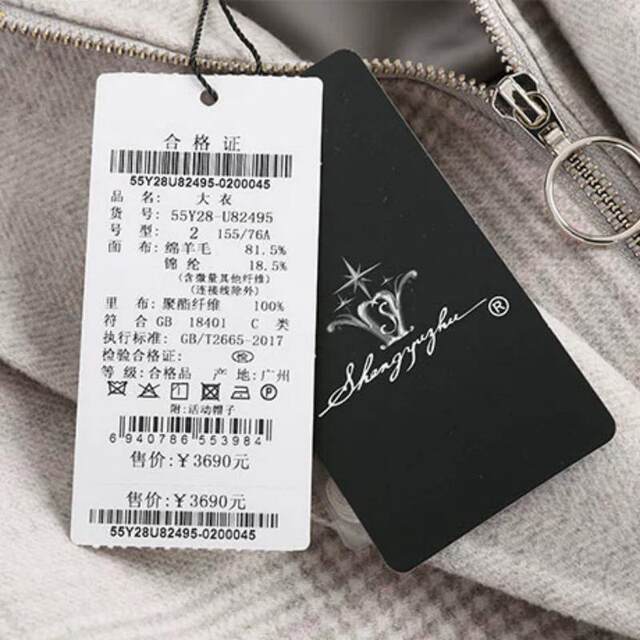 合格证
55Y28U82495-0200045
品名: 大衣
货号: 55Y28-U82495
号型: 2 155/76A
面布: 绵羊毛 81.5%
锦纶 18.5%
(含微量其他纤维)
(连接线除外)
里布: 聚酯纤维 100%
符合GB 18401 C 类
执行标准: GB/T2665-2017
检验合格证: 检
等级: 合格品 产地: 广州
附:活动帽子
6 940786 553984
售价: ¥3690元
售价: ¥3690元
55Y28U82495-0200045
Shengyuzhu ®